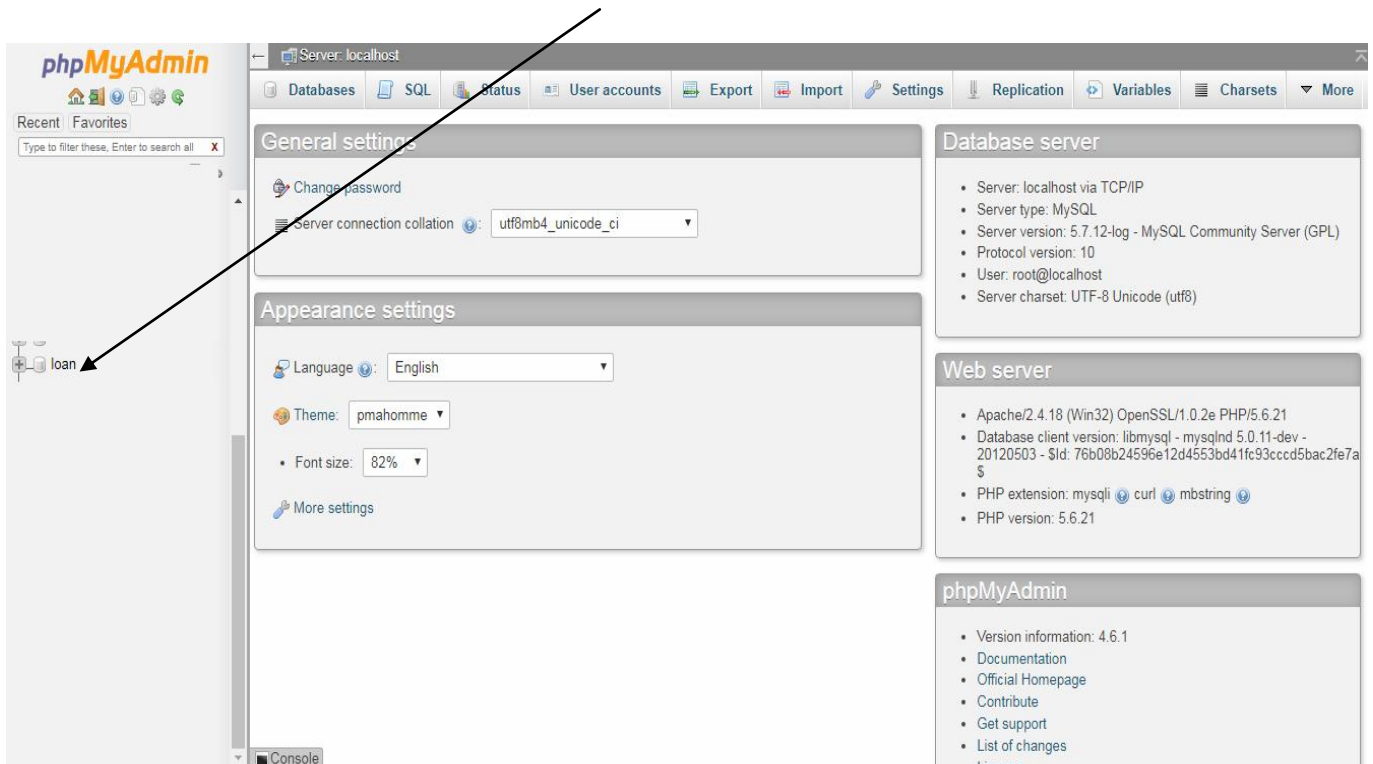 phpMyAdmin
Recent Favorites
Type to filter these, Enter to search all X
loan
Server: localhost
Databases SQL Status User accounts Export Import Settings Replication Variables Charsets More
General settings
Change password
Server connection collation : utf8mb4_unicode_ci
Appearance settings
Language : English
Theme: pmahomme
Font size: 82%
More settings
Console
Database server
Server: localhost via TCP/IP
Server type: MySQL
Server version: 5.7.12-log - MySQL Community Server (GPL)
Protocol version: 10
User: root@localhost
Server charset: UTF-8 Unicode (utf8)
Web server
Apache/2.4.18 (Win32) OpenSSL/1.0.2e PHP/5.6.21
Database client version: libmysql - mysqlnd 5.0.11-dev -
20120503 - $Id: 76b08b24596e12d4553bd41fc93cccd5bac2fe7a
$
PHP extension: mysqli curl mbstring
PHP version: 5.6.21
phpMyAdmin
Version information: 4.6.1
Documentation
Official Homepage
Contribute
Get support
List of changes